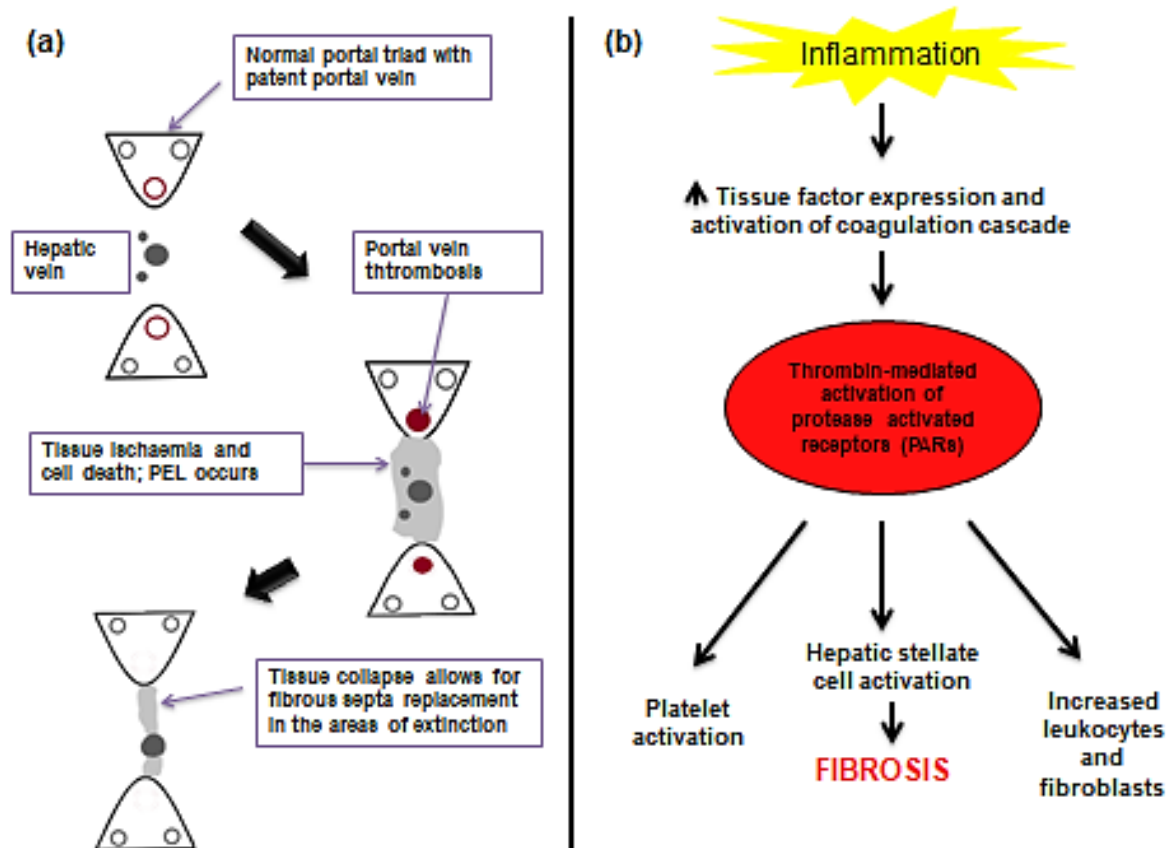 (a)
Normal portal triad with
patent portal vein
Hepatic
vein
Portal vein
thtrombosis
Tissue ischaemia and
cell death; PEL occurs
Tissue collapse allows for
fibrous septa replacement
in the areas of extinction
(b)
Inflammation
Tissue factor expression and
activation of coagulation cascade
Thrombin-mediated
activation of
protease activated
receptors (PARs)
Platelet
activation
Hepatic stellate
cell activation
FIBROSIS
Increased
leukocytes
and
fibroblasts